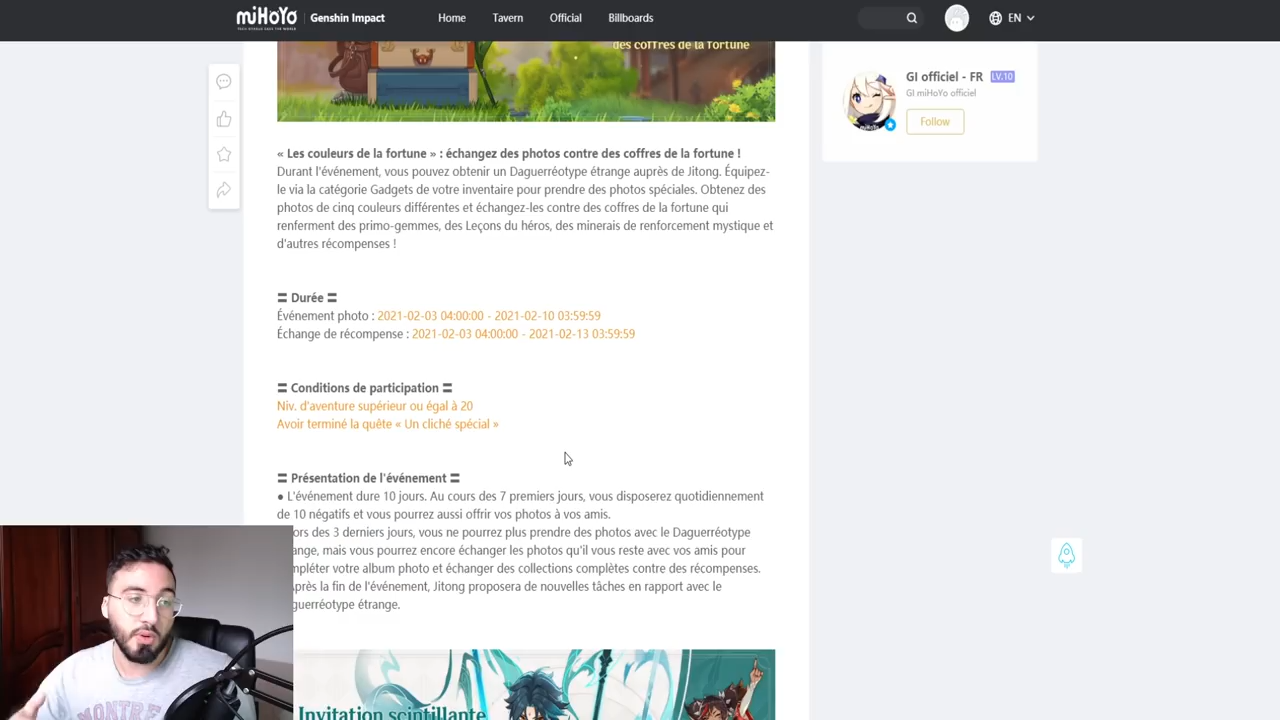 miHoYo
TECH OTAKUS SAVE THE WORLD
Genshin Impact
Home
Tavern
Official
Billboards
EN
des coffres de la fortune
GI officiel - FR LV.10
GI miHoYo officiel
Follow
« Les couleurs de la fortune » : échangez des photos contre des coffres de la fortune !
Durant l'événement, vous pouvez obtenir un Daguerréotype étrange auprès de Jitong. Équipez-
le via la catégorie Gadgets de votre inventaire pour prendre des photos spéciales. Obtenez des
photos de cinq couleurs différentes et échangez-les contre des coffres de la fortune qui
renferment des primo-gemmes, des Leçons du héros, des minerais de renforcement mystique et
d'autres récompenses !
〓 Durée 〓
Événement photo : 2021-02-03 04:00:00 - 2021-02-10 03:59:59
Échange de récompense : 2021-02-03 04:00:00 - 2021-02-13 03:59:59
〓 Conditions de participation 〓
Niv. d'aventure supérieur ou égal à 20
Avoir terminé la quête « Un cliché spécial »
〓 Présentation de l'événement 〓
● L'événement dure 10 jours. Au cours des 7 premiers jours, vous disposerez quotidiennement
de 10 négatifs et vous pourrez aussi offrir vos photos à vos amis.
ors des 3 derniers jours, vous ne pourrez plus prendre des photos avec le Daguerréotype
ange, mais vous pourrez encore échanger les photos qu'il vous reste avec vos amis pour
mpléter votre album photo et échanger des collections complètes contre des récompenses.
près la fin de l'événement, Jitong proposera de nouvelles tâches en rapport avec le
guerréotype étrange.
Invitation scintillante
MONTRE